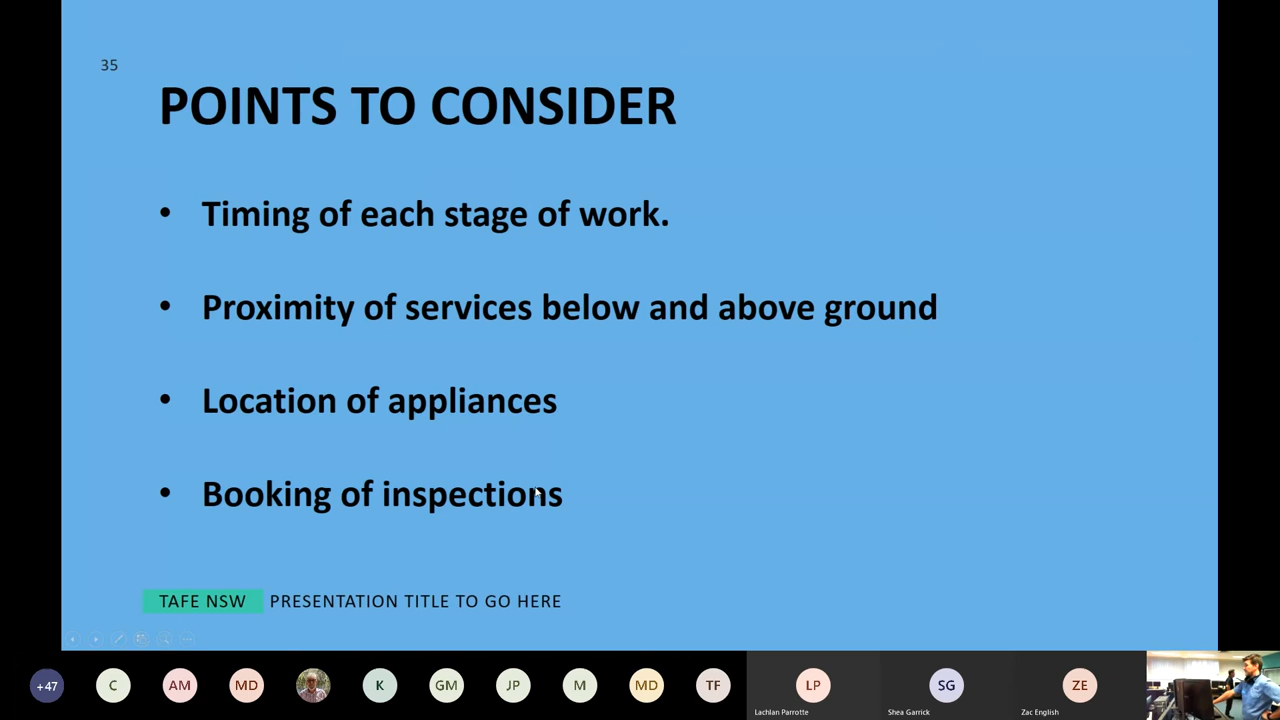 35
POINTS TO CONSIDER
• Timing of each stage of work.
• Proximity of services below and above ground
• Location of appliances
• Booking of inspections
TAFE NSW PRESENTATION TITLE TO GO HERE
+47 C AM MD K GM JP M MD TF LP SG ZE
Lachlan Parrotte Shea Garrick Zac English